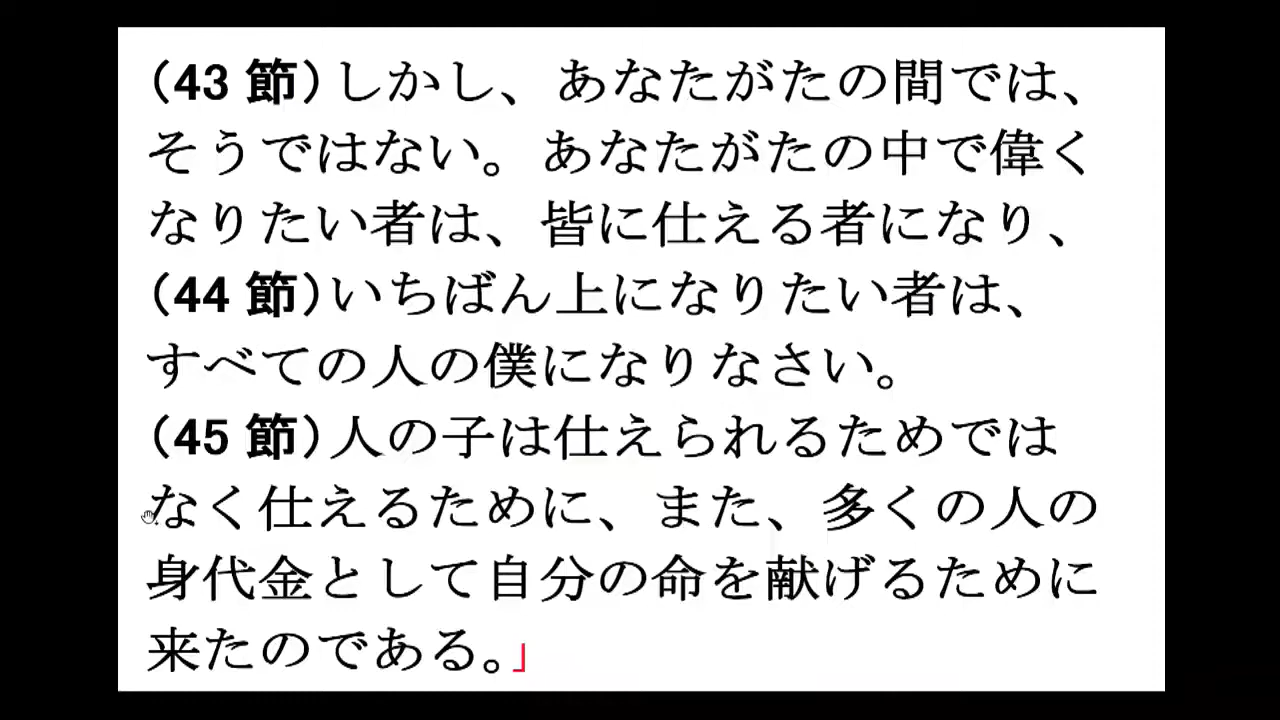 （43 節）しかし、あなたがたの間では、
そうではない。あなたがたの中で偉く
なりたい者は、皆に仕える者になり、
（44 節）いちばん上になりたい者は、
すべての人の僕になりなさい。
（45 節）人の子は仕えられるためでは
なく仕えるために、また、多くの人の
身代金として自分の命を献げるために
来たのである。」